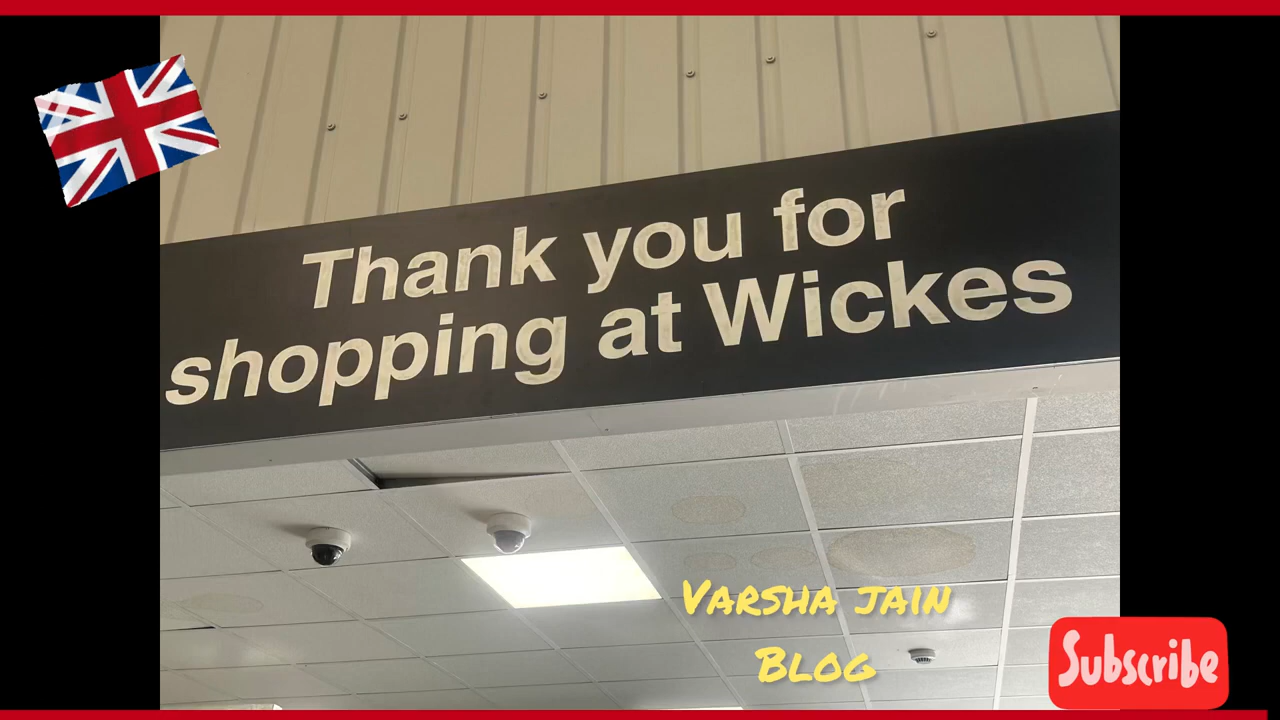 Thank you for
shopping at Wickes
VARSHA JAIN
BLOG
Subscribe